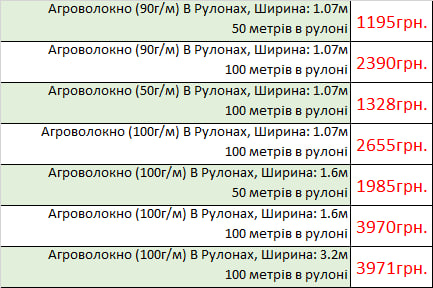 Агроволокно (90г/м) В Рулонах, Ширина: 1.07м
50 метрів в рулоні
1195грн.
Агроволокно (90г/м) В Рулонах, Ширина: 1.07м
100 метрів в рулоні
2390грн.
Агроволокно (50г/м) В Рулонах, Ширина: 1.07м
100 метрів в рулоні
1328грн.
Агроволокно (100г/м) В Рулонах, Ширина: 1.07м
100 метрів в рулоні
2655грн.
Агроволокно (100г/м) В Рулонах, Ширина: 1.6м
50 метрів в рулоні
1985грн.
Агроволокно (100г/м) В Рулонах, Ширина: 1.6м
100 метрів в рулоні
3970грн.
Агроволокно (100г/м) В Рулонах, Ширина: 3.2м
100 метрів в рулоні
3971грн.